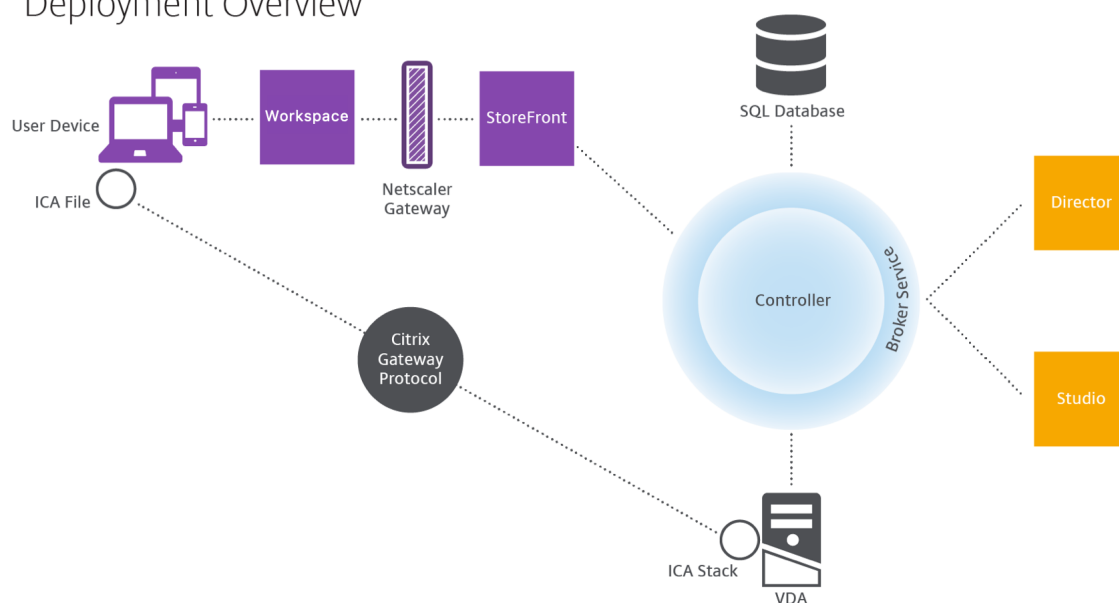 Deployment Overview
SQL Database
User Device
Workspace
StoreFront
Netscaler
Gateway
ICA File
Director
Broker Service
Controller
Citrix
Gateway
Protocol
Studio
ICA Stack
VDA